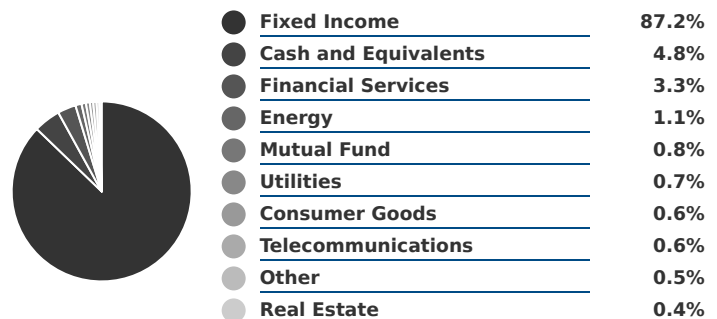 Fixed Income 87.2%
Cash and Equivalents 4.8%
Financial Services 3.3%
Energy 1.1%
Mutual Fund 0.8%
Utilities 0.7%
Consumer Goods 0.6%
Telecommunications 0.6%
Other 0.5%
Real Estate 0.4%